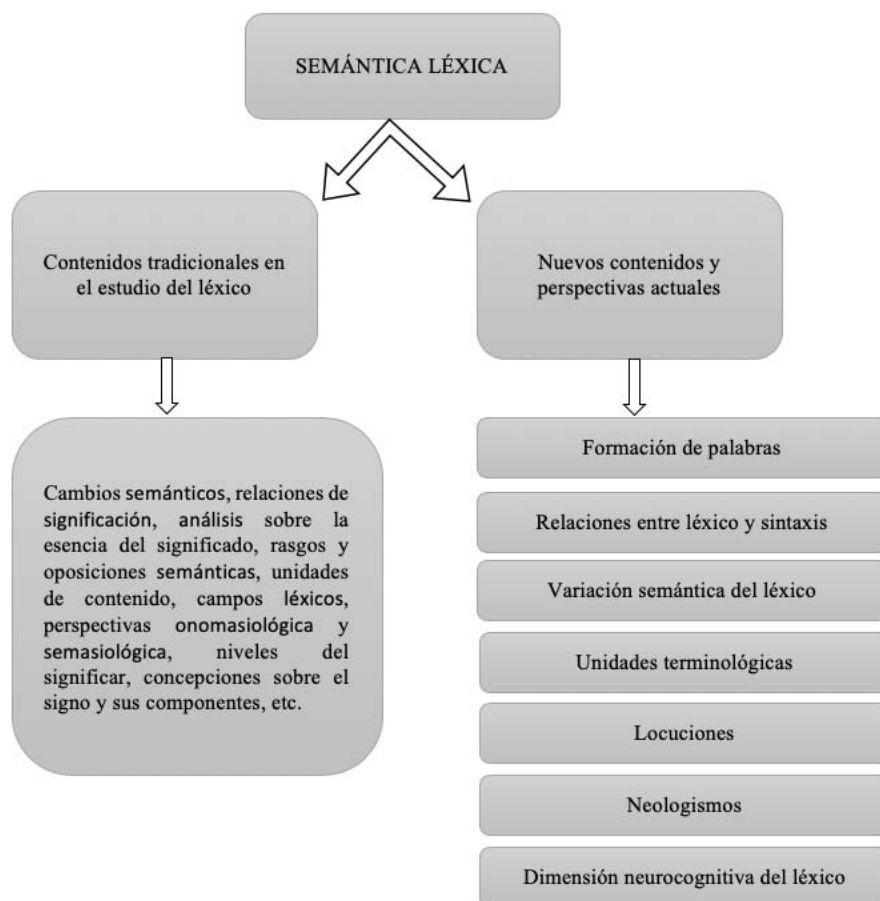 SEMÁNTICA LÉXICA
Contenidos tradicionales en
el estudio del léxico
Nuevos contenidos y
perspectivas actuales
Cambios semánticos, relaciones de
significación, análisis sobre la
esencia del significado, rasgos y
oposiciones semánticas, unidades
de contenido, campos léxicos,
perspectivas onomasiológica y
semasiológica, niveles del
significar, concepciones sobre el
signo y sus componentes, etc.
Formación de palabras
Relaciones entre léxico y sintaxis
Variación semántica del léxico
Unidades terminológicas
Locuciones
Neologismos
Dimensión neurocognitiva del léxico